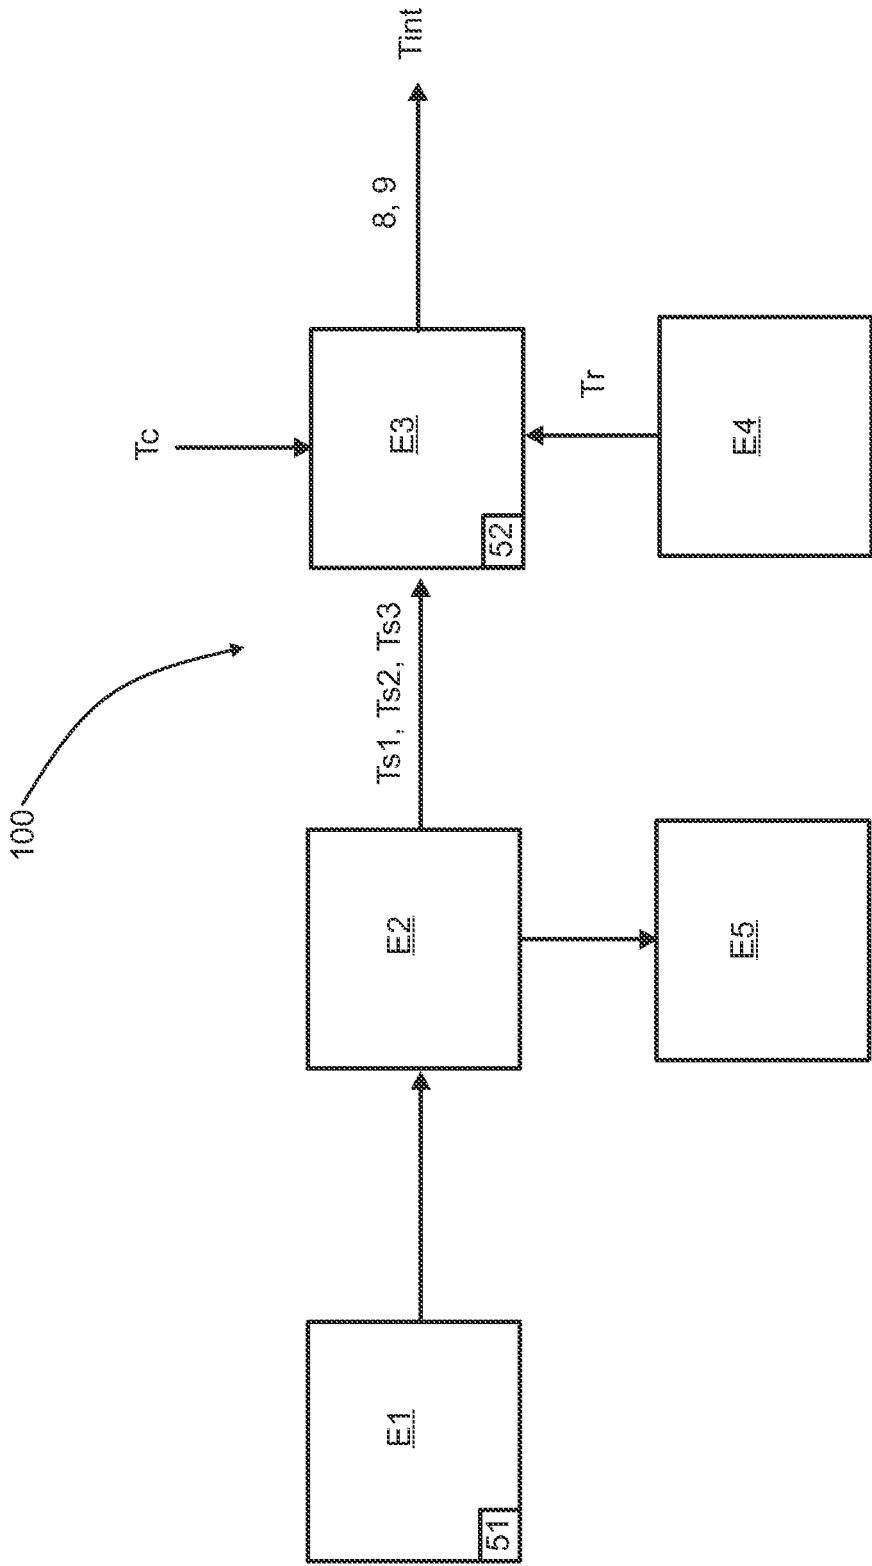 100
E1
51
E2
Ts1, Ts2, Ts3
E3
52
Tc
8, 9
Tint
E5
Tr
E4